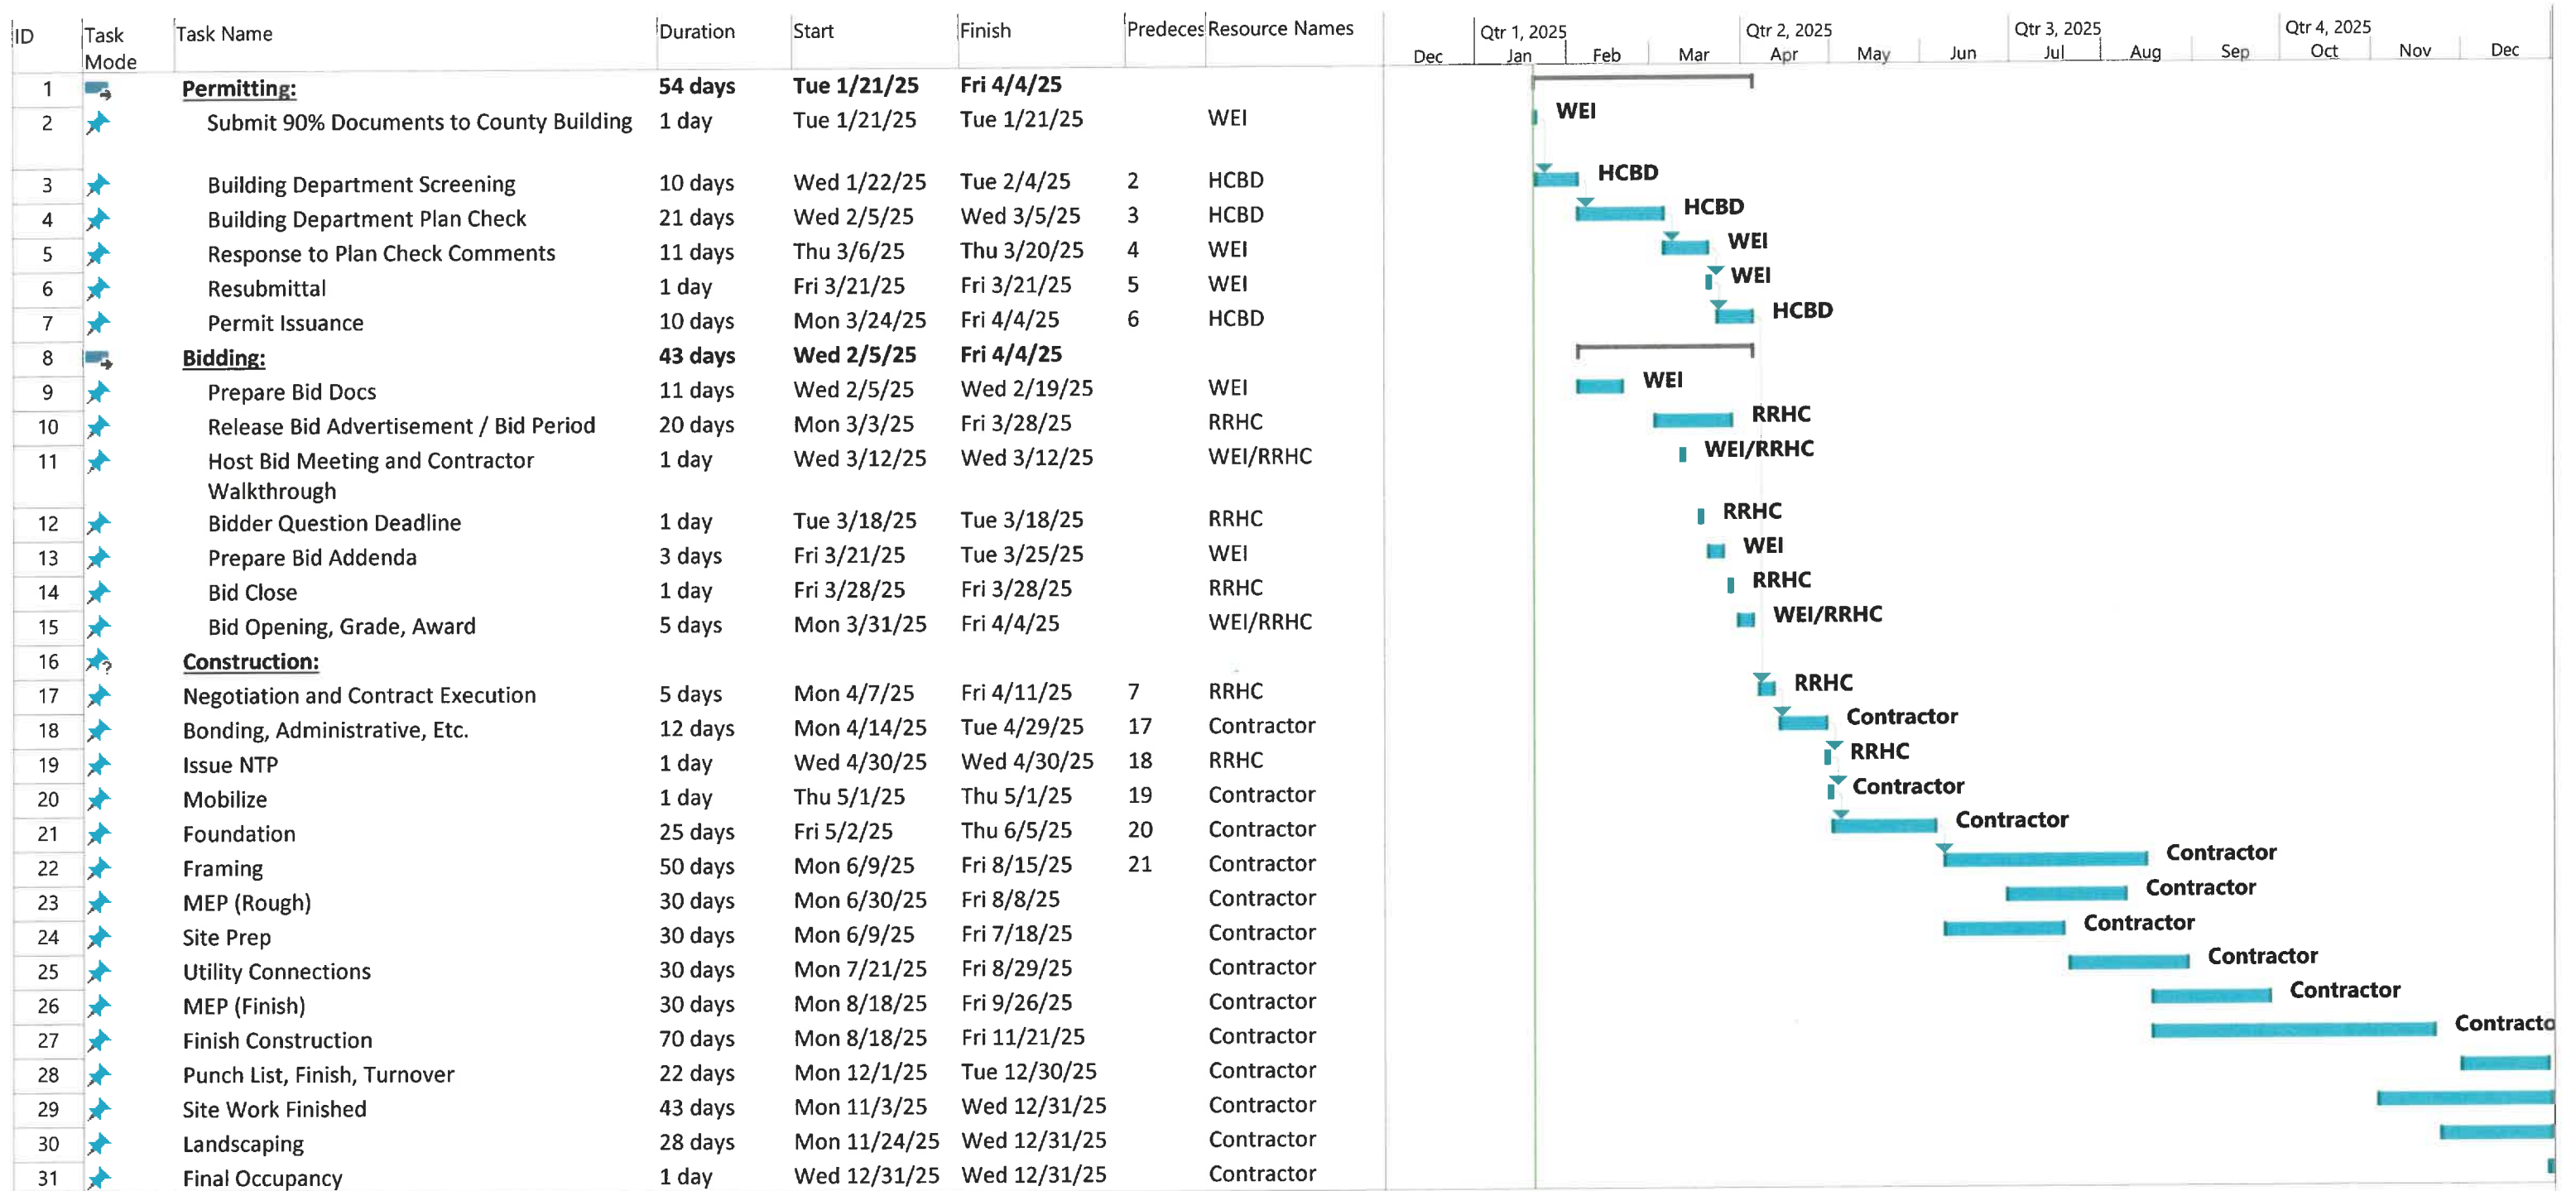 ID Task Mode Task Name Duration Start Finish Predeces Resource Names
Qtr 1, 2025 Qtr 2, 2025 Qtr 3, 2025 Qtr 4, 2025
Dec Jan Feb Mar Apr May Jun Jul Aug Sep Oct Nov Dec
1 Permitting: 54 days Tue 1/21/25 Fri 4/4/25
2 Submit 90% Documents to County Building 1 day Tue 1/21/25 Tue 1/21/25 WEI WEI
3 Building Department Screening 10 days Wed 1/22/25 Tue 2/4/25 2 HCBD HCBD
4 Building Department Plan Check 21 days Wed 2/5/25 Wed 3/5/25 3 HCBD HCBD
5 Response to Plan Check Comments 11 days Thu 3/6/25 Thu 3/20/25 4 WEI WEI
6 Resubmittal 1 day Fri 3/21/25 Fri 3/21/25 5 WEI WEI
7 Permit Issuance 10 days Mon 3/24/25 Fri 4/4/25 6 HCBD HCBD
8 Bidding: 43 days Wed 2/5/25 Fri 4/4/25
9 Prepare Bid Docs 11 days Wed 2/5/25 Wed 2/19/25 WEI WEI
10 Release Bid Advertisement / Bid Period 20 days Mon 3/3/25 Fri 3/28/25 RRHC RRHC
11 Host Bid Meeting and Contractor 1 day Wed 3/12/25 Wed 3/12/25 WEI/RRHC WEI/RRHC
Walkthrough
12 Bidder Question Deadline 1 day Tue 3/18/25 Tue 3/18/25 RRHC RRHC
13 Prepare Bid Addenda 3 days Fri 3/21/25 Tue 3/25/25 WEI WEI
14 Bid Close 1 day Fri 3/28/25 Fri 3/28/25 RRHC RRHC
15 Bid Opening, Grade, Award 5 days Mon 3/31/25 Fri 4/4/25 WEI/RRHC WEI/RRHC
16 ? Construction:
17 Negotiation and Contract Execution 5 days Mon 4/7/25 Fri 4/11/25 7 RRHC RRHC
18 Bonding, Administrative, Etc. 12 days Mon 4/14/25 Tue 4/29/25 17 Contractor Contractor
19 Issue NTP 1 day Wed 4/30/25 Wed 4/30/25 18 RRHC RRHC
20 Mobilize 1 day Thu 5/1/25 Thu 5/1/25 19 Contractor Contractor
21 Foundation 25 days Fri 5/2/25 Thu 6/5/25 20 Contractor Contractor
22 Framing 50 days Mon 6/9/25 Fri 8/15/25 21 Contractor Contractor
23 MEP (Rough) 30 days Mon 6/30/25 Fri 8/8/25 Contractor Contractor
24 Site Prep 30 days Mon 6/9/25 Fri 7/18/25 Contractor Contractor
25 Utility Connections 30 days Mon 7/21/25 Fri 8/29/25 Contractor Contractor
26 MEP (Finish) 30 days Mon 8/18/25 Fri 9/26/25 Contractor Contractor
27 Finish Construction 70 days Mon 8/18/25 Fri 11/21/25 Contractor Contracto
28 Punch List, Finish, Turnover 22 days Mon 12/1/25 Tue 12/30/25 Contractor
29 Site Work Finished 43 days Mon 11/3/25 Wed 12/31/25 Contractor
30 Landscaping 28 days Mon 11/24/25 Wed 12/31/25 Contractor
31 Final Occupancy 1 day Wed 12/31/25 Wed 12/31/25 Contractor